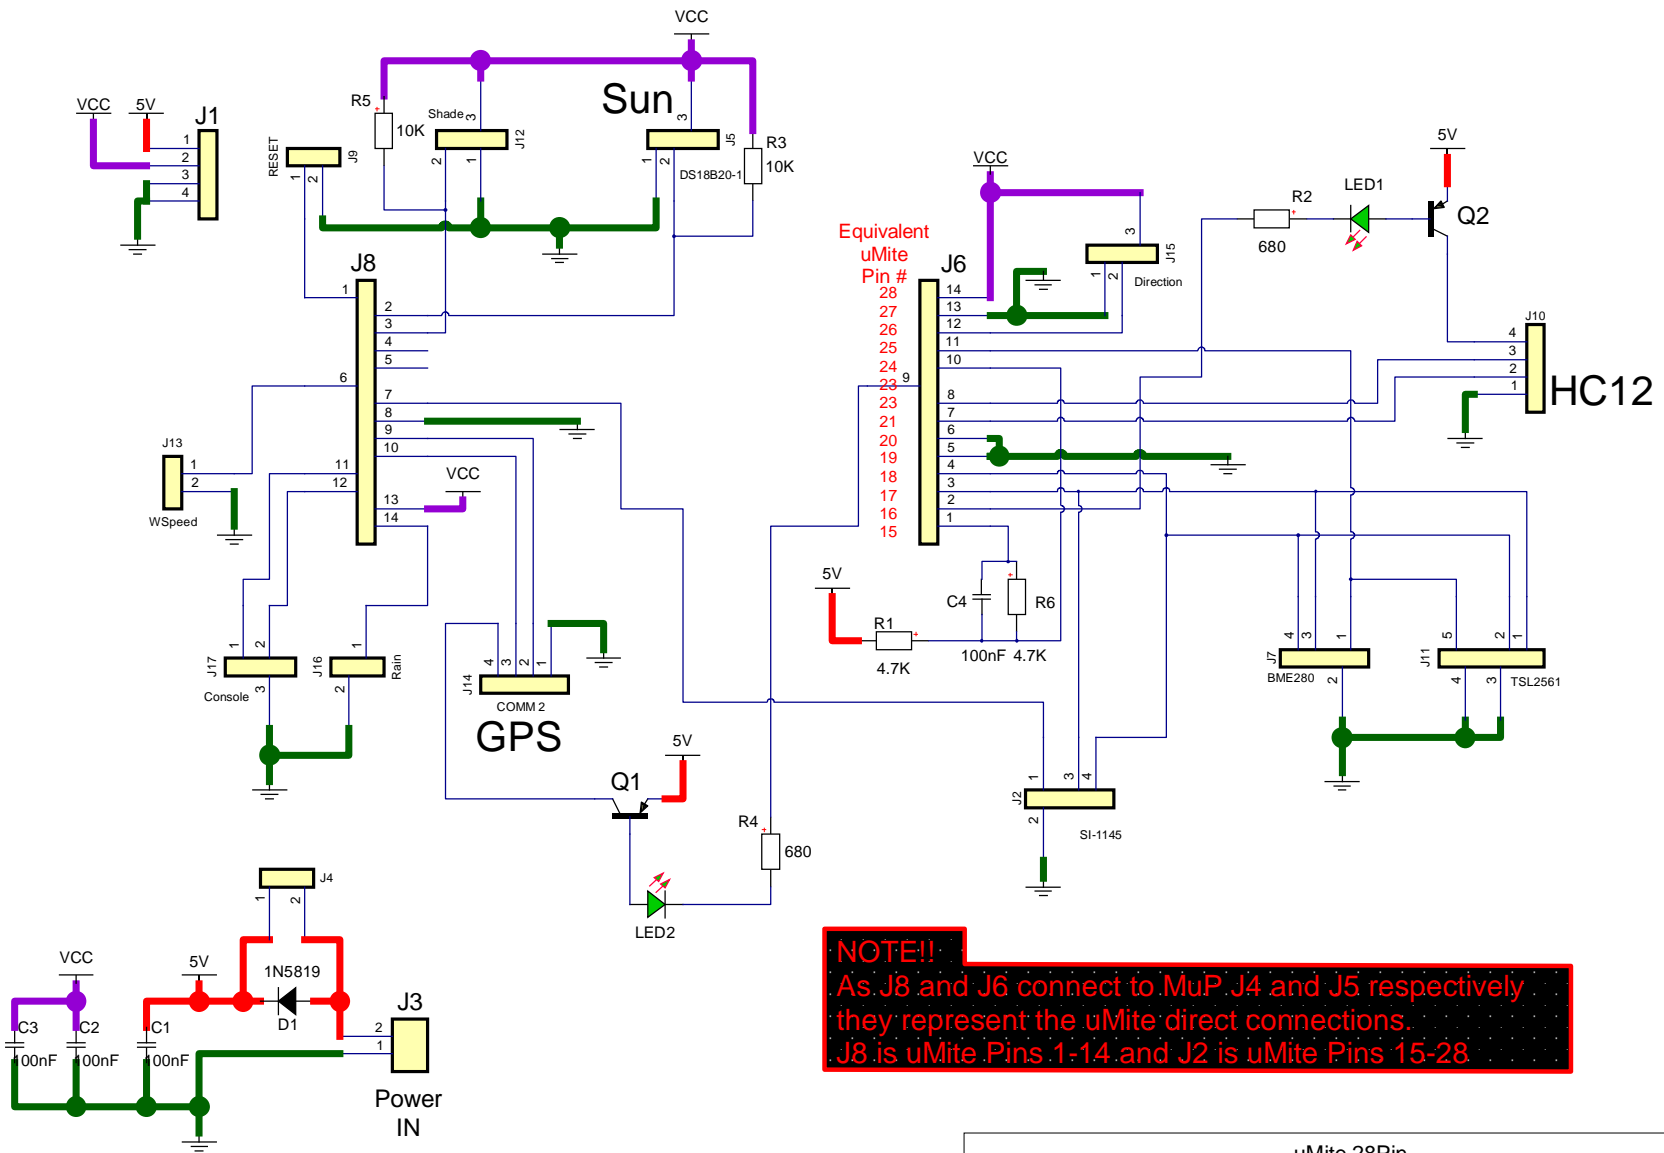 VCC
VCC
5V
J1
1
2
3
4
R5
10K
Shade
3
J12
2
1
Sun
3
J5
1
2
DS18B20-1
R3
10K
RESET
J9
1
2
J8
1
2
3
4
5
6
7
8
9
10
11
12
13
14
VCC
J13
1
2
WSpeed
J17
1
2
3
Console
J16
1
2
Rain
J14
4
3
2
1
COMM 2
GPS
Q1
5V
R4
680
LED2
Equivalent
uMite
Pin #
28
27
26
25
24
23
23
21
20
19
18
17
16
15
J6
14
13
12
11
10
9
8
7
6
5
4
3
2
1
VCC
3
J15
1
2
Direction
R2
680
LED1
5V
Q2
J10
4
3
2
1
HC12
5V
R1
4.7K
C4
100nF
R6
4.7K
J7
4
3
1
2
BME280
J11
5
2
1
4
3
TSL2561
J2
1
3
4
2
SI-1145
J4
1
2
VCC
5V
1N5819
D1
C3
100nF
C2
100nF
C1
100nF
J3
2
1
Power
IN
NOTE!!
As J8 and J6 connect to MuP J4 and J5 respectively
they represent the uMite direct connections.
J8 is uMite Pins 1-14 and J2 is uMite Pins 15-28
uMite 28Pin